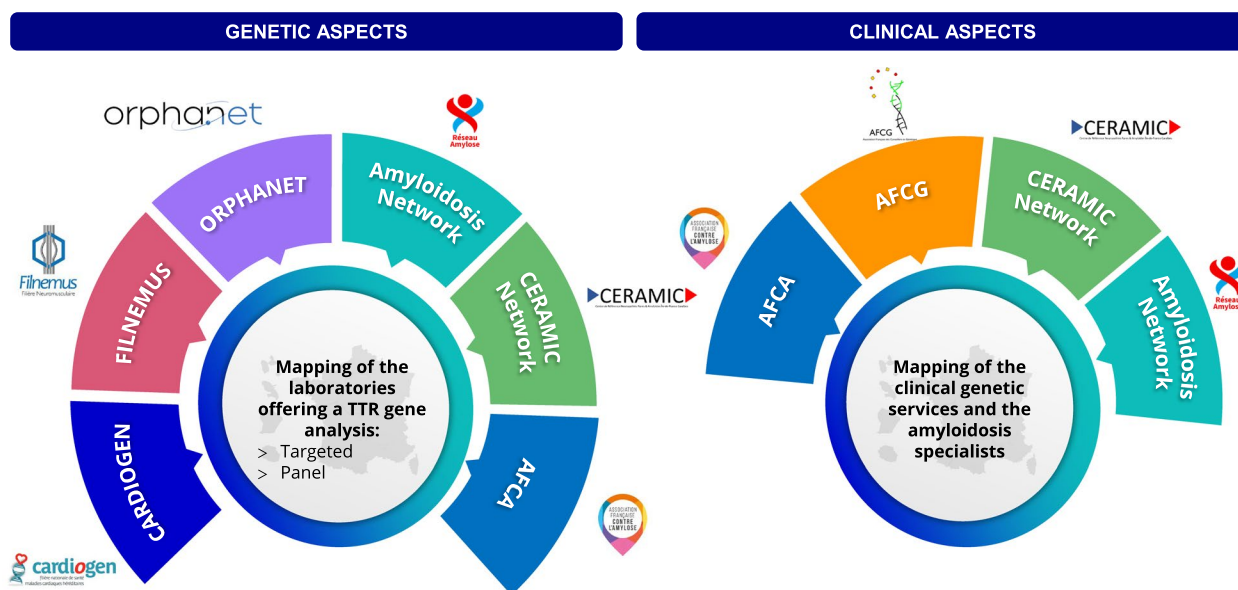 GENETIC ASPECTS
CLINICAL ASPECTS
orphanet
Réseau
Amylose
ORPHANET
Amyloidosis
Network
Filnemus
Filière Neuromusculaire
FILNEMUS
CERAMIC
Network
CERAMIC
Mapping of the
laboratories
offering a TTR gene
analysis:
> Targeted
> Panel
CARDIOGEN
AFCA
cardiogen
filière nationale de santé
maladies cardiaques héréditaires
ASSOCIATION
FRANÇAISE
CONTRE
L'AMYLOSE
AFCG
CERAMIC
ASSOCIATION
FRANÇAISE
CONTRE
L'AMYLOSE
AFCG
CERAMIC
Network
AFCA
Amyloidosis
Network
Réseau
Amylose
Mapping of the
clinical genetic
services and the
amyloidosis
specialists